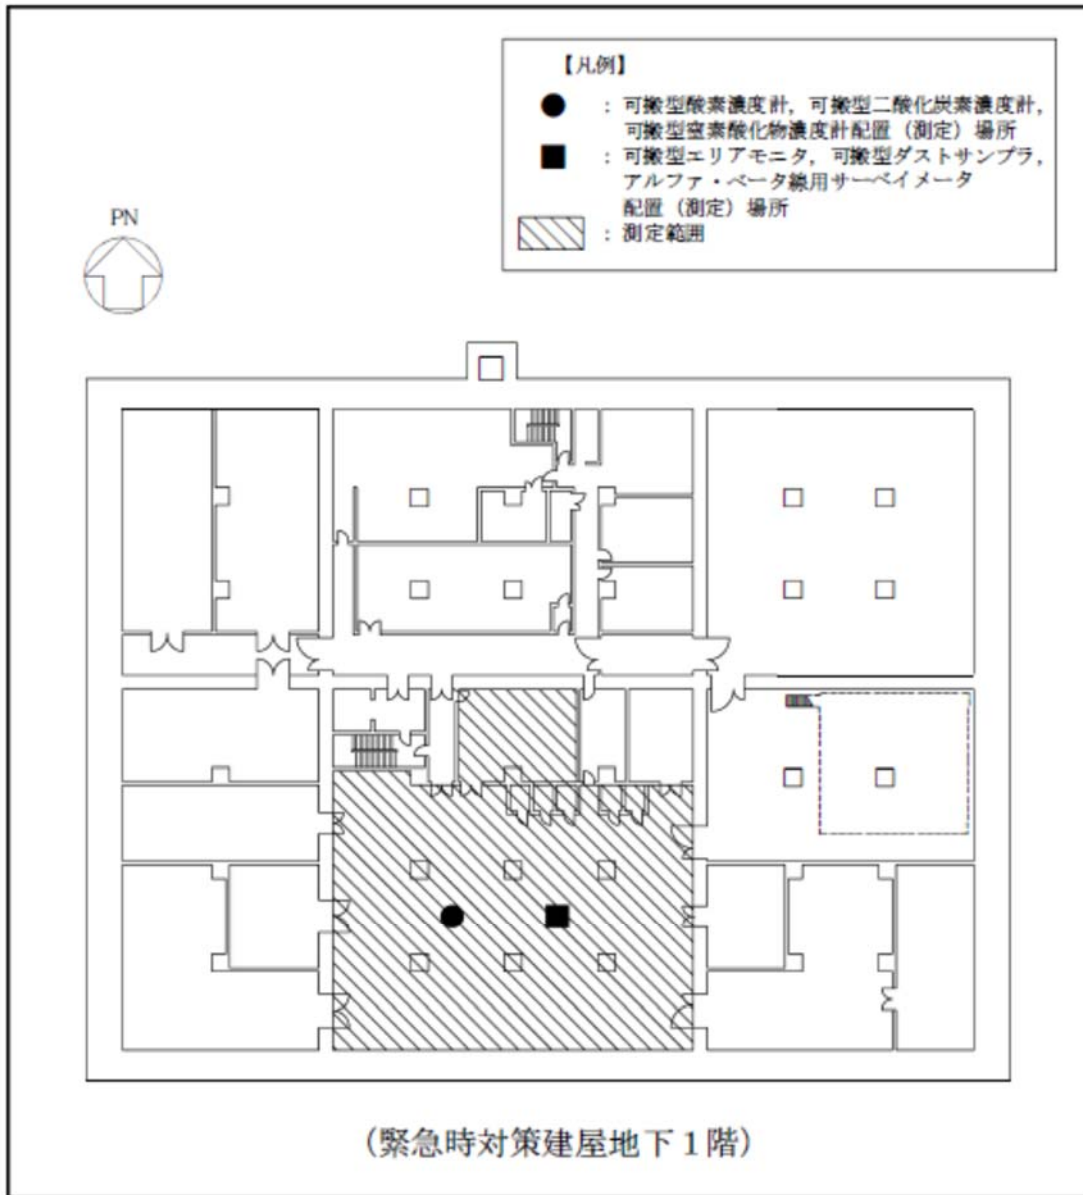 【凡例】
● ：可搬型酸素濃度計，可搬型二酸化炭素濃度計，
可搬型窒素酸化物濃度計配置（測定）場所
■ ：可搬型エリアモニタ，可搬型ダストサンプラ，
アルファ・ベータ線用サーベイメータ
配置（測定）場所
：測定範囲
PN
（緊急時対策建屋地下１階）